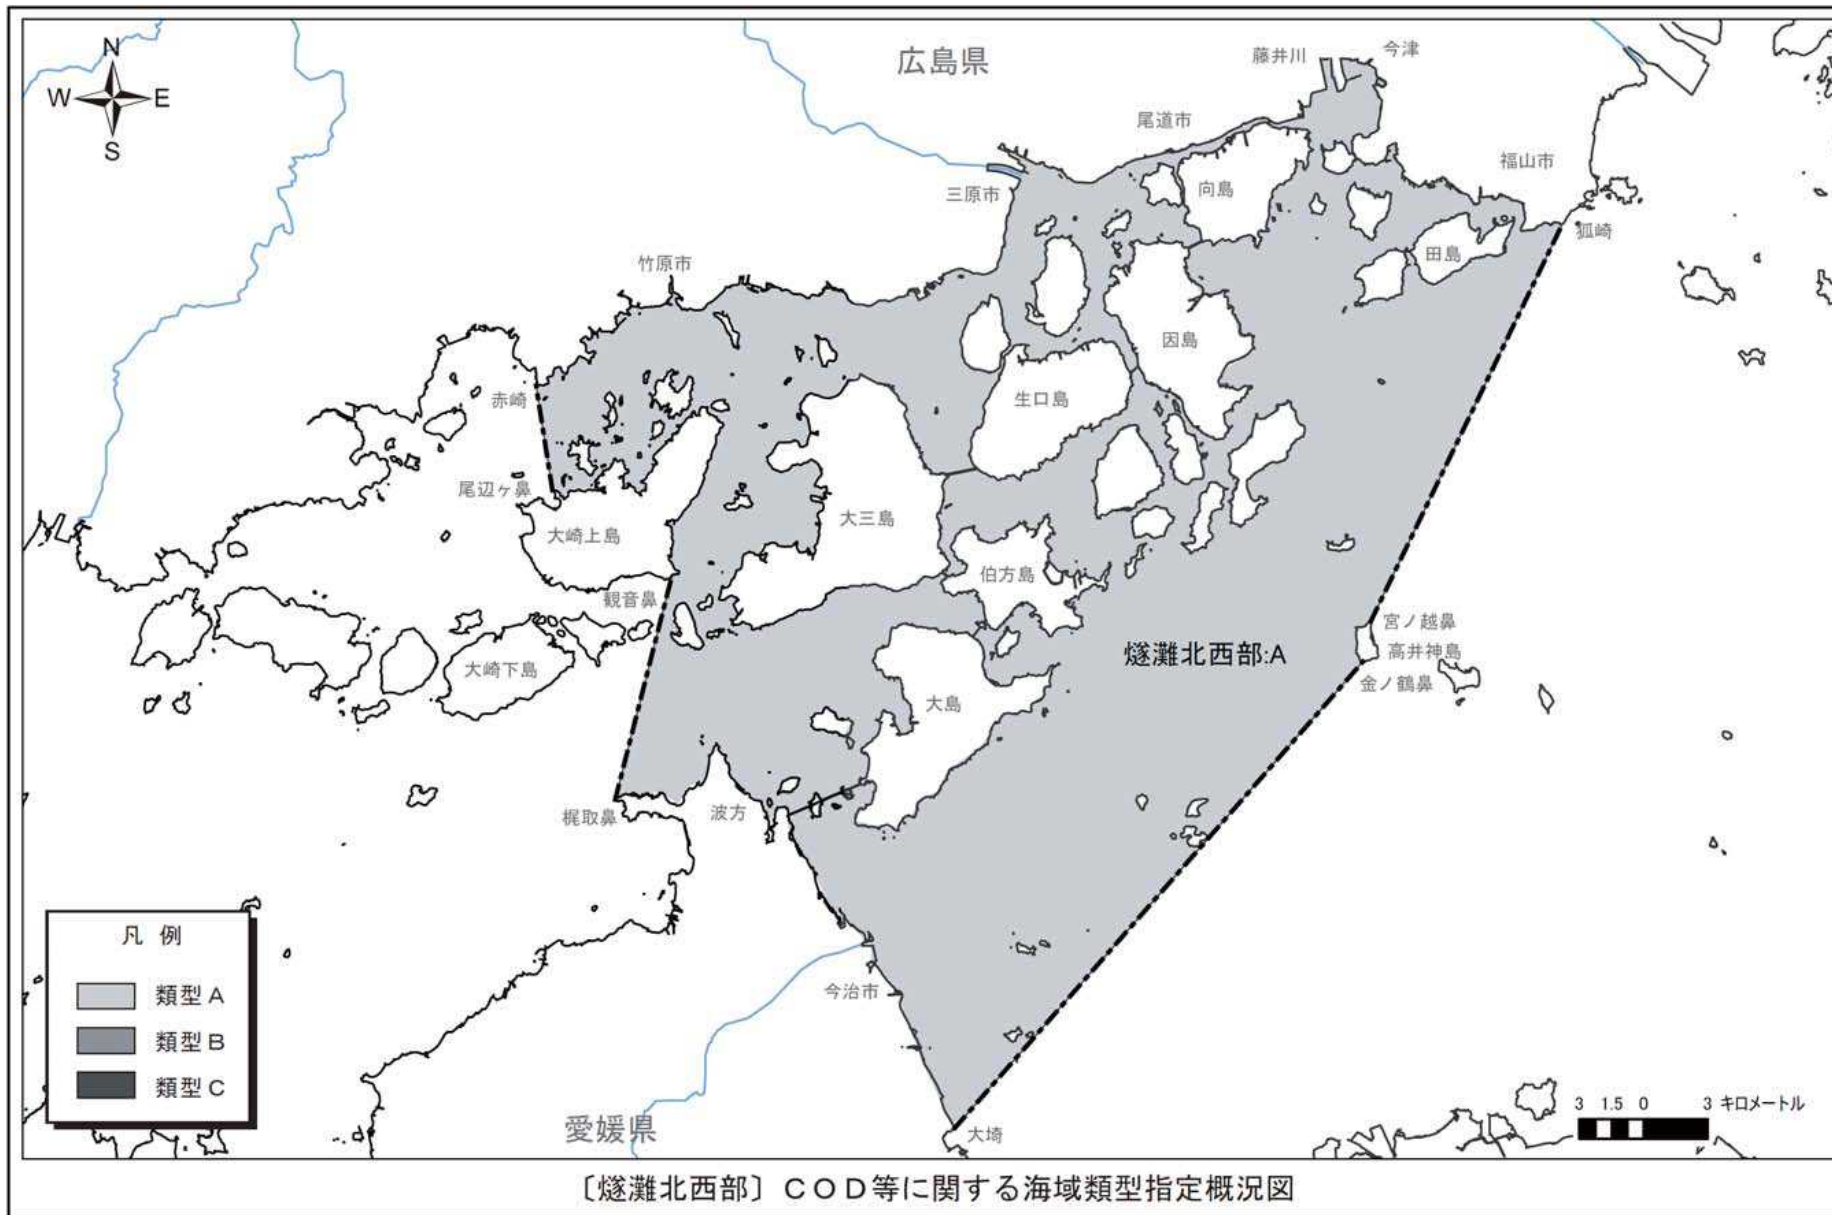 広島県
藤井川
今津
N
W
E
S
尾道市
福山市
三原市
向島
狐崎
田島
竹原市
因島
生口島
赤崎
尾辺ヶ鼻
大三島
大崎上島
伯方島
観音鼻
宮ノ越鼻
燧灘北西部:A
高井神島
大崎下島
金ノ鶴鼻
大島
梶取鼻
波方
凡 例
類型A
類型B
類型C
今治市
愛媛県
大埼
3 1.5 0 3 キロメートル
〔燧灘北西部〕COD等に関する海域類型指定概況図